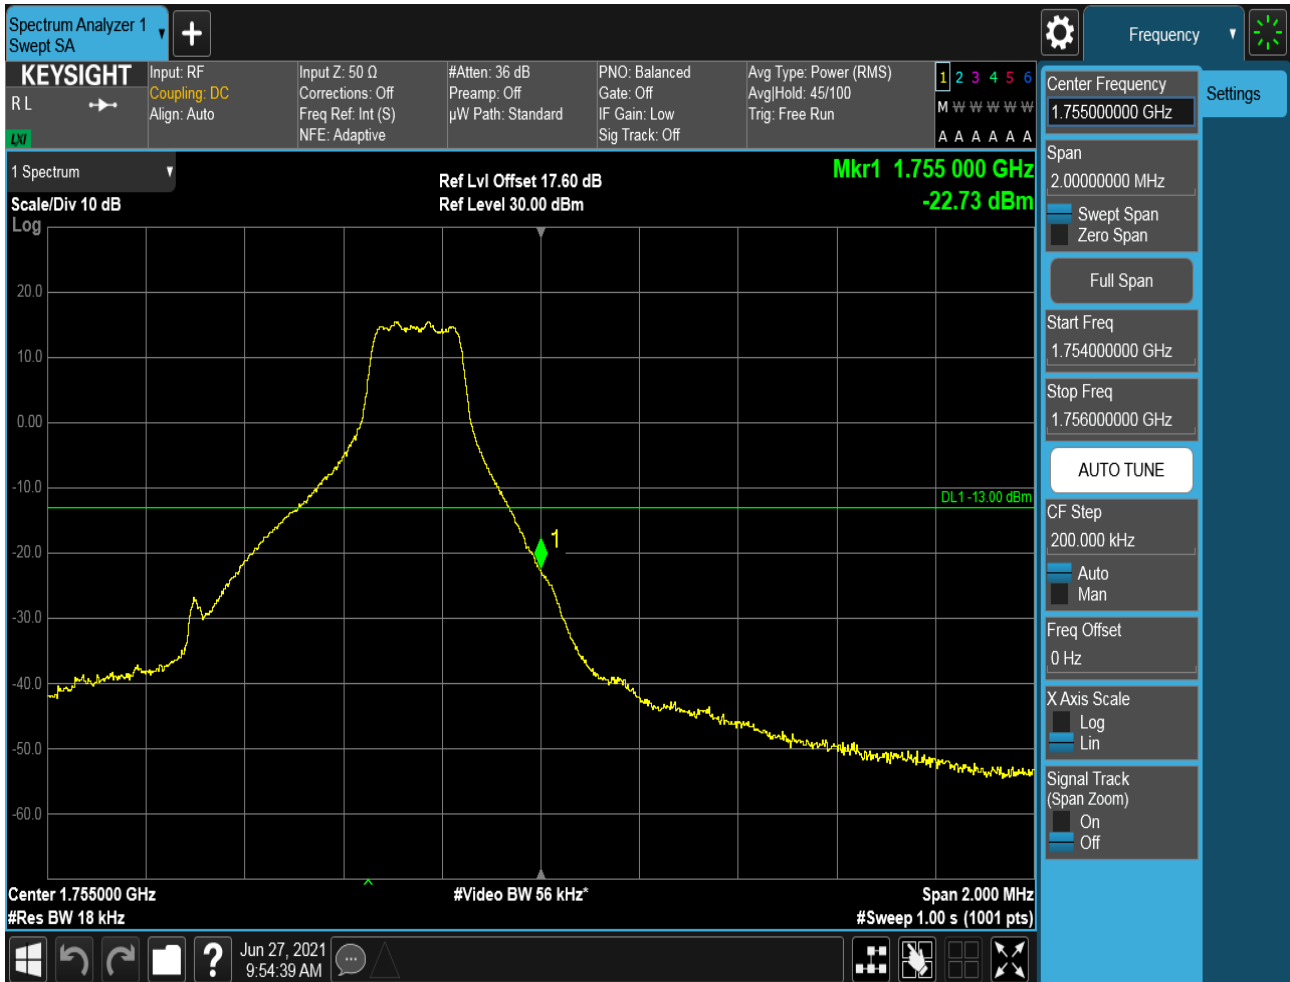 Spectrum Analyzer 1
Swept SA
Frequency
KEYSIGHT
R L
LXI
Input: RF
Coupling: DC
Align: Auto
Input Z: 50 Ω
Corrections: Off
Freq Ref: Int (S)
NFE: Adaptive
#Atten: 36 dB
Preamp: Off
µW Path: Standard
PNO: Balanced
Gate: Off
IF Gain: Low
Sig Track: Off
Avg Type: Power (RMS)
Avg|Hold: 45/100
Trig: Free Run
1 2 3 4 5 6
M W W W W W
A A A A A A
1 Spectrum
Scale/Div 10 dB
Log
Ref Lvl Offset 17.60 dB
Ref Level 30.00 dBm
Mkr1 1.755 000 GHz
-22.73 dBm
20.0
10.0
0.00
-10.0
DL1 -13.00 dBm
1
-20.0
-30.0
-40.0
-50.0
-60.0
Center 1.755000 GHz
#Video BW 56 kHz*
Span 2.000 MHz
#Res BW 18 kHz
#Sweep 1.00 s (1001 pts)
Jun 27, 2021
9:54:39 AM
Center Frequency
1.755000000 GHz
Settings
Span
2.00000000 MHz
Swept Span
Zero Span
Full Span
Start Freq
1.754000000 GHz
Stop Freq
1.756000000 GHz
AUTO TUNE
CF Step
200.000 kHz
Auto
Man
Freq Offset
0 Hz
X Axis Scale
Log
Lin
Signal Track
(Span Zoom)
On
Off